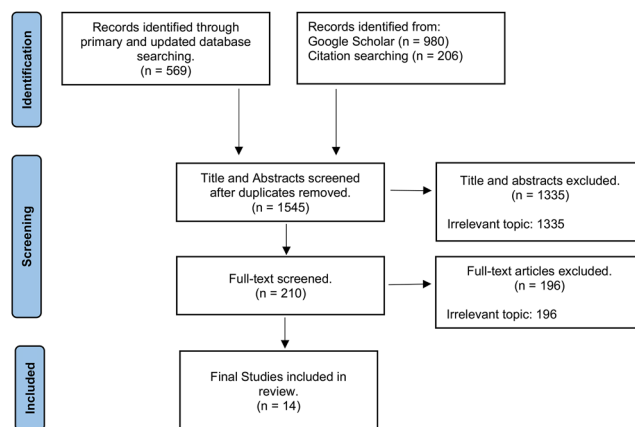 Identification
Records identified through
primary and updated database
searching.
(n = 569)
Records identified from:
Google Scholar (n = 980)
Citation searching (n = 206)
Screening
Title and Abstracts screened
after duplicates removed.
(n = 1545)
Title and abstracts excluded.
(n = 1335)
Irrelevant topic: 1335
Full-text screened.
(n = 210)
Full-text articles excluded.
(n = 196)
Irrelevant topic: 196
Included
Final Studies included in
review.
(n = 14)